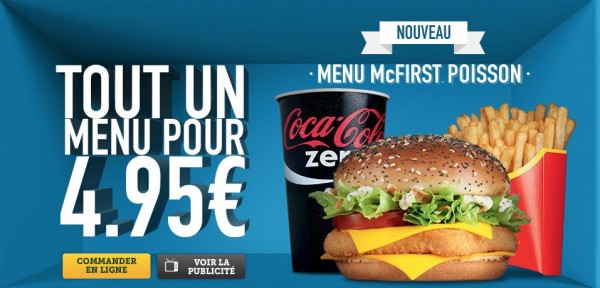 NOUVEAU
· MENU McFIRST POISSON ·
TOUT UN
MENU POUR
4.95€
Coca-Cola
zero
COMMANDER
EN LIGNE
VOIR LA
PUBLICITÉ